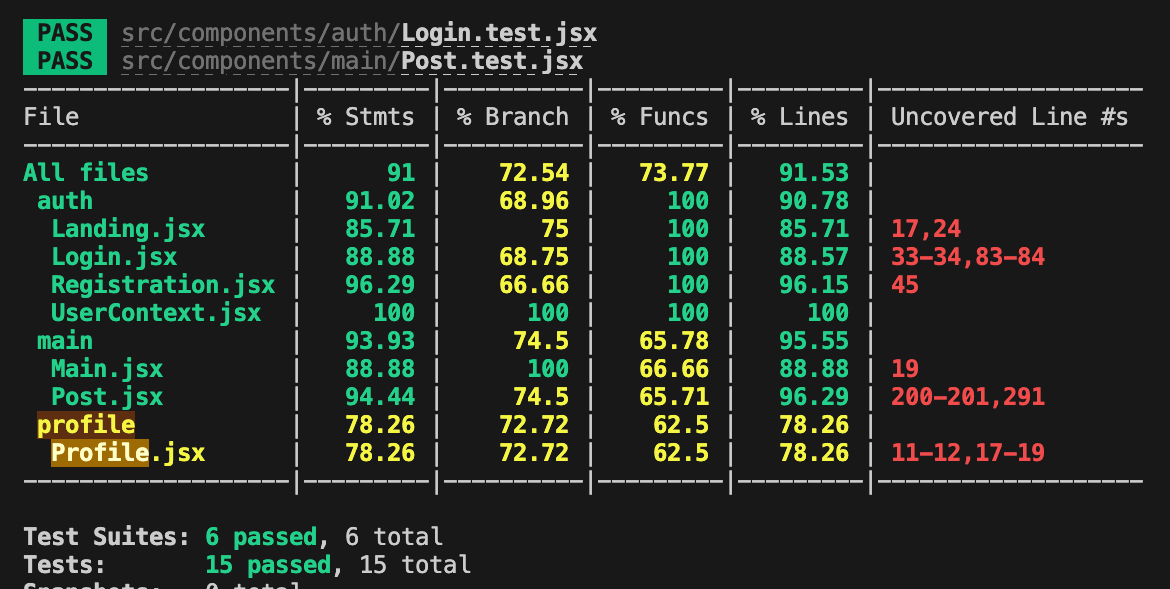 PASS src/components/auth/Login.test.jsx
PASS src/components/main/Post.test.jsx
-------------------|---------|----------|---------|---------|-------------------
File | % Stmts | % Branch | % Funcs | % Lines | Uncovered Line #s
-------------------|---------|----------|---------|---------|-------------------
All files | 91 | 72.54 | 73.77 | 91.53 |
auth | 91.02 | 68.96 | 100 | 90.78 |
Landing.jsx | 85.71 | 75 | 100 | 85.71 | 17,24
Login.jsx | 88.88 | 68.75 | 100 | 88.57 | 33-34,83-84
Registration.jsx | 96.29 | 66.66 | 100 | 96.15 | 45
UserContext.jsx | 100 | 100 | 100 | 100 |
main | 93.93 | 74.5 | 65.78 | 95.55 |
Main.jsx | 88.88 | 100 | 66.66 | 88.88 | 19
Post.jsx | 94.44 | 74.5 | 65.71 | 96.29 | 200-201,291
profile | 78.26 | 72.72 | 62.5 | 78.26 |
Profile.jsx | 78.26 | 72.72 | 62.5 | 78.26 | 11-12,17-19
-------------------|---------|----------|---------|---------|-------------------
Test Suites: 6 passed, 6 total
Tests: 15 passed, 15 total
Snapshots: 0 total